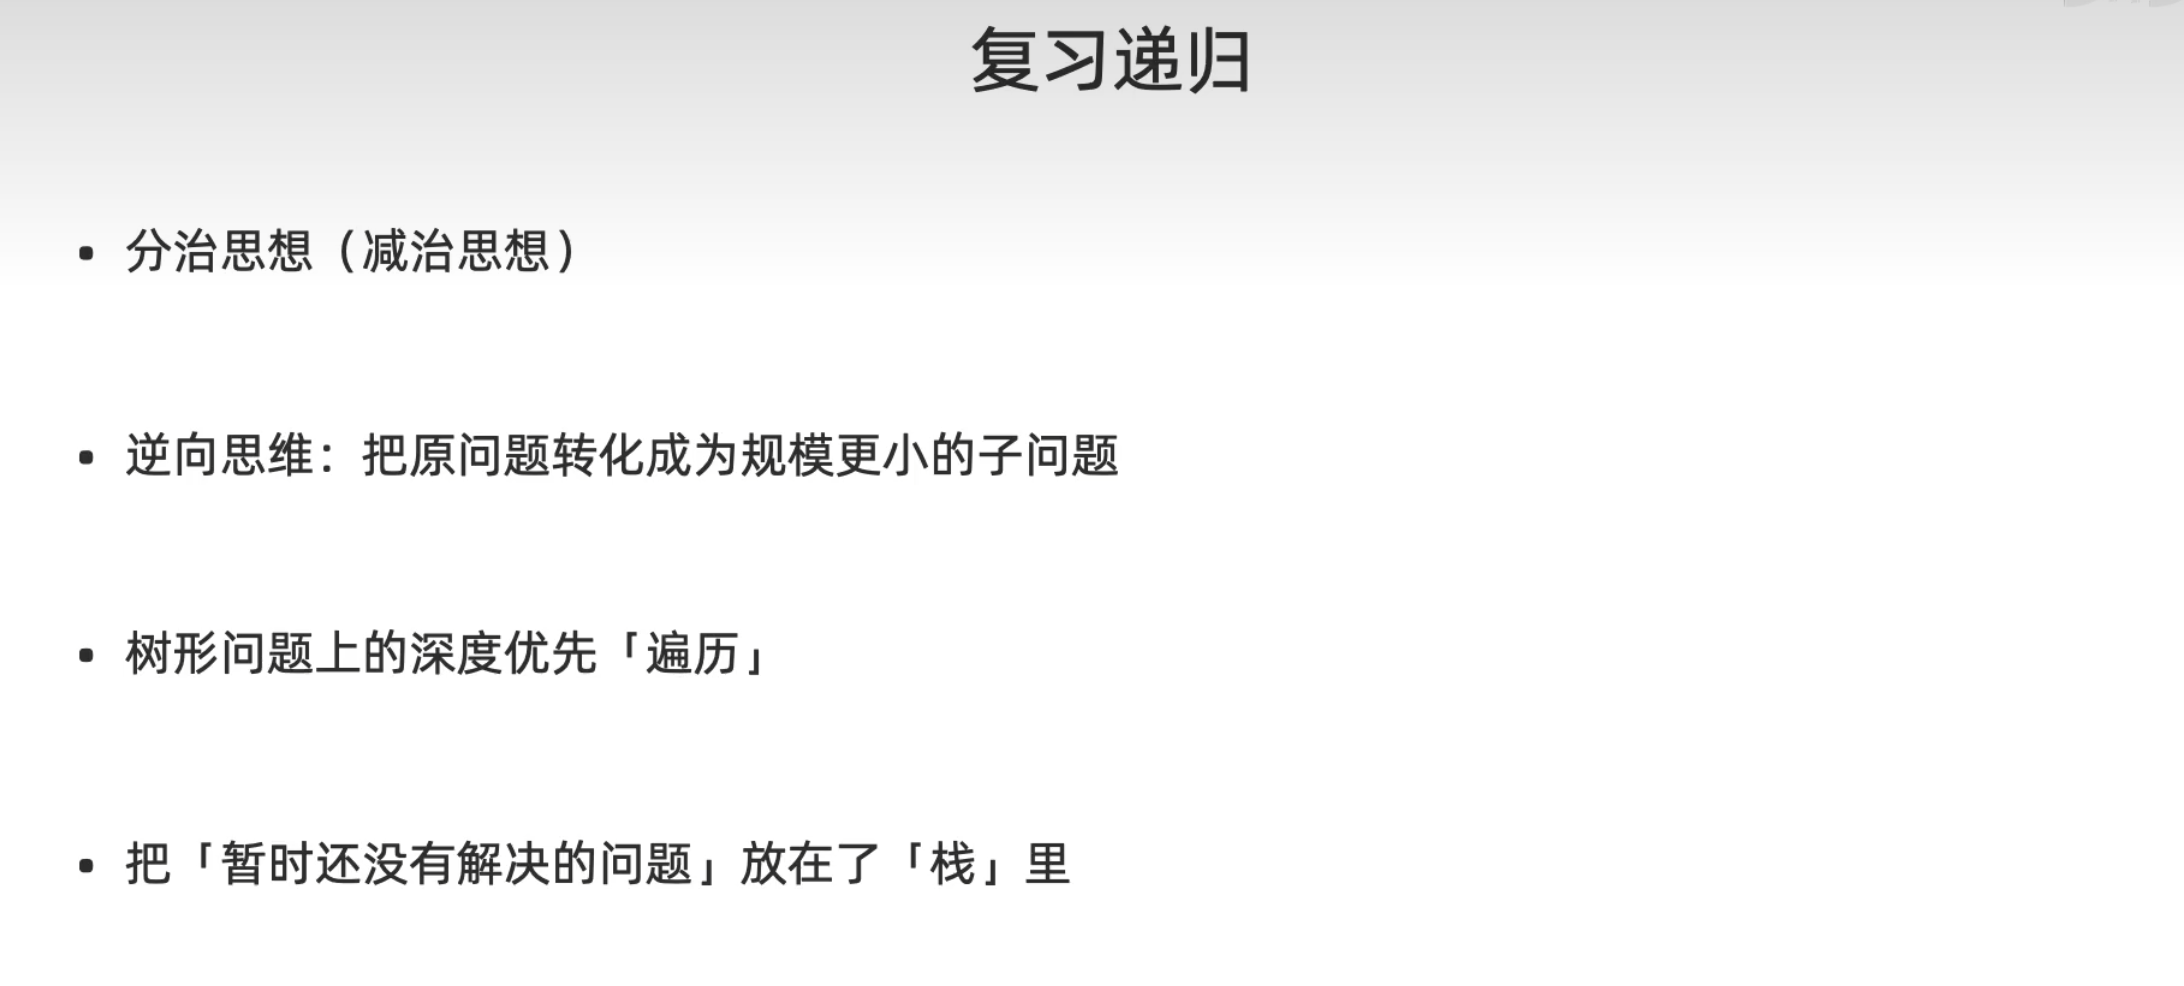 复习递归
• 分治思想（减治思想）
• 逆向思维：把原问题转化成为规模更小的子问题
• 树形问题上的深度优先「遍历」
• 把「暂时还没有解决的问题」放在了「栈」里